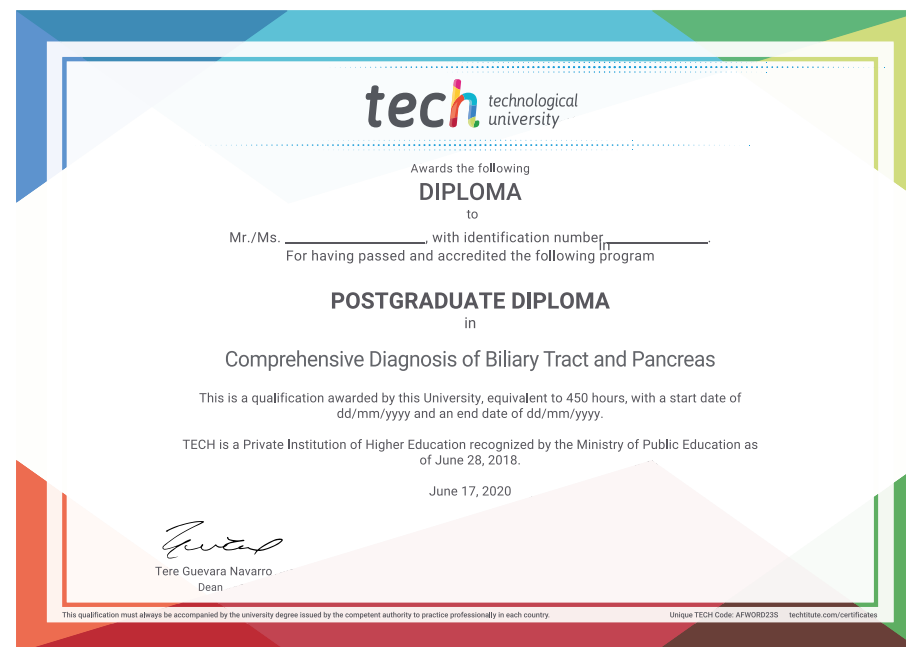 tech technological
university
Awards the following
DIPLOMA
to
Mr./Ms. ____________, with identification number ____________.
In
For having passed and accredited the following program
POSTGRADUATE DIPLOMA
in
Comprehensive Diagnosis of Biliary Tract and Pancreas
This is a qualification awarded by this University, equivalent to 450 hours, with a start date of
dd/mm/yyyy and an end date of dd/mm/yyyy.
TECH is a Private Institution of Higher Education recognized by the Ministry of Public Education as
of June 28, 2018.
June 17, 2020
Tere Guevara Navarro
Dean
This qualification must always be accompanied by the university degree issued by the competent authority to practice professionally in each country. Unique TECH Code: AFWORD23S techtitute.com/certificates